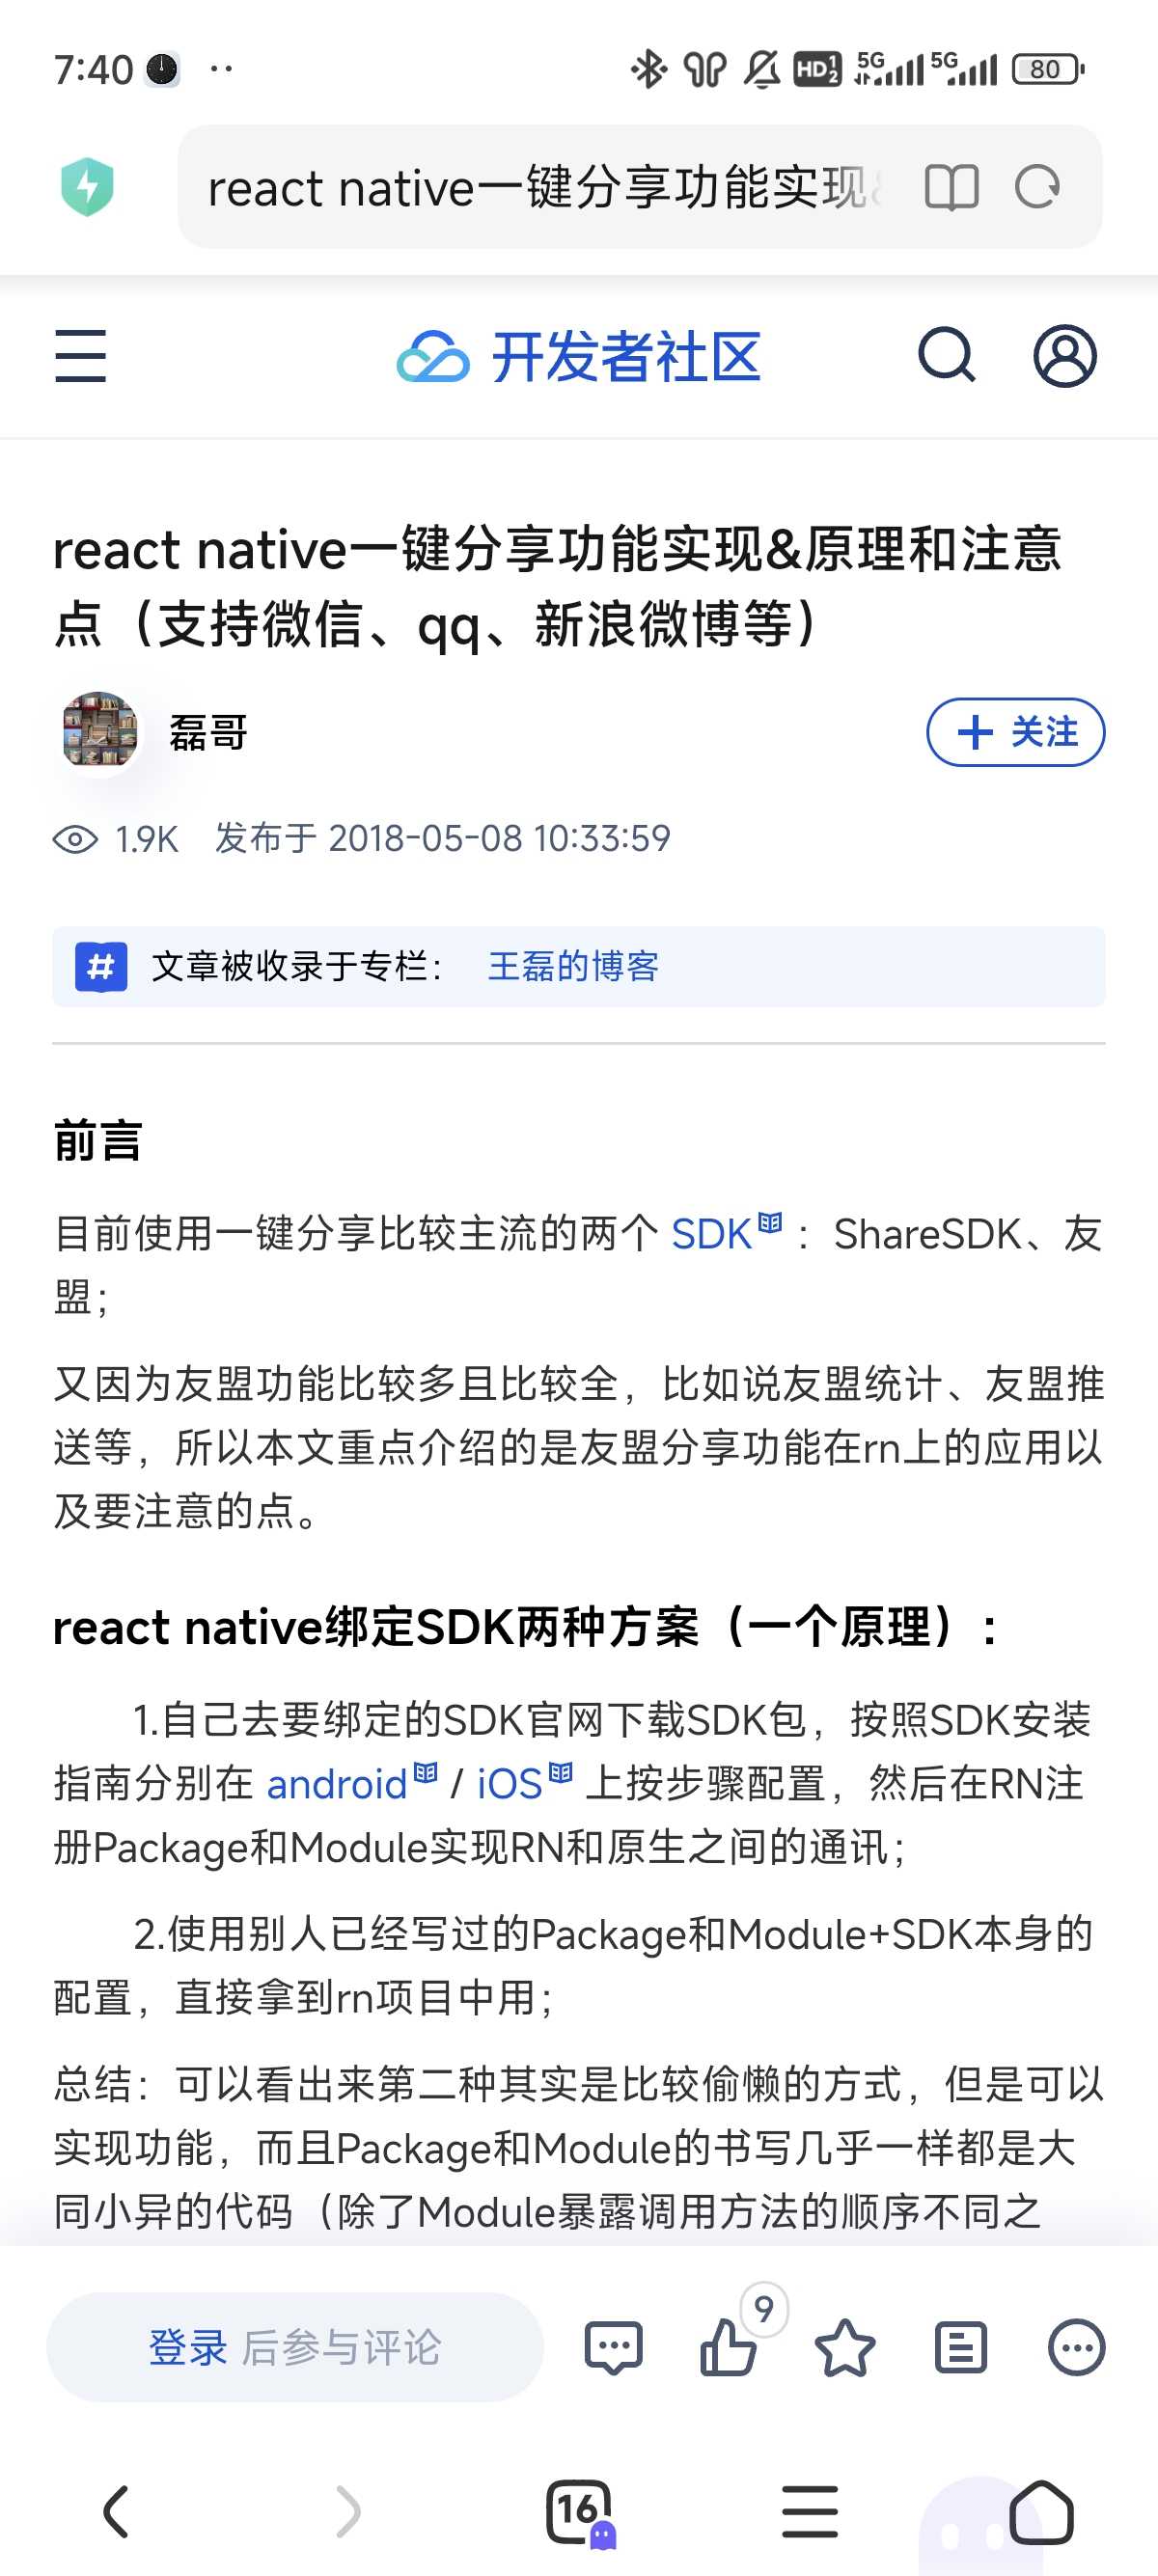 7:40
HD 1 2 5G 5G 80
react native一键分享功能实现
开发者社区
react native一键分享功能实现&原理和注意
点（支持微信、qq、新浪微博等）
磊哥
关注
1.9K 发布于 2018-05-08 10:33:59
# 文章被收录于专栏： 王磊的博客
前言
目前使用一键分享比较主流的两个 SDK ： ShareSDK、友
盟；
又因为友盟功能比较多且比较全，比如说友盟统计、友盟推
送等，所以本文重点介绍的是友盟分享功能在rn上的应用以
及要注意的点。
react native绑定SDK两种方案（一个原理）：
1.自己去要绑定的SDK官网下载SDK包，按照SDK安装
指南分别在 android / iOS 上按步骤配置，然后在RN注
册Package和Module实现RN和原生之间的通讯；
2.使用别人已经写过的Package和Module+SDK本身的
配置，直接拿到rn项目中用；
总结：可以看出来第二种其实是比较偷懒的方式，但是可以
实现功能，而且Package和Module的书写几乎一样都是大
同小异的代码（除了Module暴露调用方法的顺序不同之
登录 后参与评论
9
16